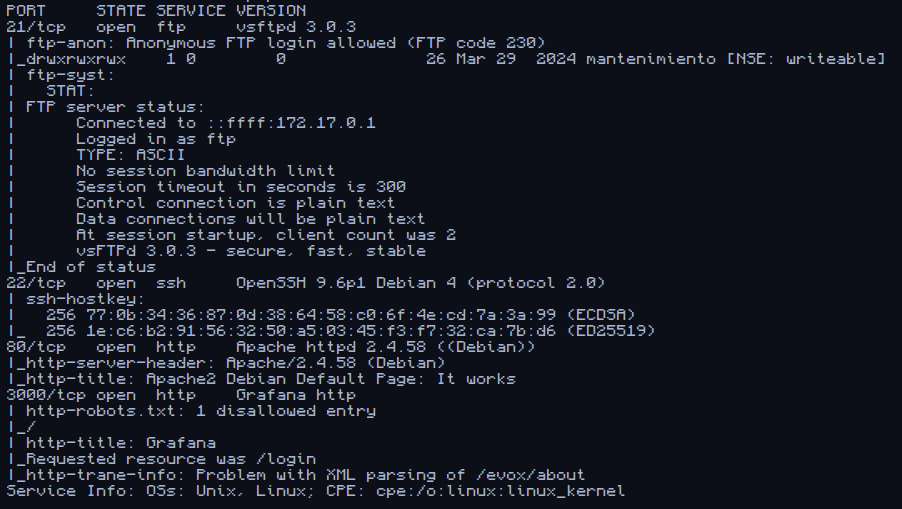 PORT     STATE SERVICE VERSION
21/tcp   open  ftp     vsftpd 3.0.3
| ftp-anon: Anonymous FTP login allowed (FTP code 230)
|_drwxrwxrwx    1 0        0              26 Mar 29  2024 mantenimiento [NSE: writeable]
| ftp-syst:
|   STAT:
| FTP server status:
|      Connected to ::ffff:172.17.0.1
|      Logged in as ftp
|      TYPE: ASCII
|      No session bandwidth limit
|      Session timeout in seconds is 300
|      Control connection is plain text
|      Data connections will be plain text
|      At session startup, client count was 2
|      vsFTPd 3.0.3 - secure, fast, stable
|_End of status
22/tcp   open  ssh     OpenSSH 9.6p1 Debian 4 (protocol 2.0)
| ssh-hostkey:
|   256 77:0b:34:36:87:0d:38:64:58:c0:6f:4e:cd:7a:3a:99 (ECDSA)
|_  256 1e:c6:b2:91:56:32:50:a5:03:45:f3:f7:32:ca:7b:d6 (ED25519)
80/tcp   open  http    Apache httpd 2.4.58 ((Debian))
|_http-server-header: Apache/2.4.58 (Debian)
|_http-title: Apache2 Debian Default Page: It works
3000/tcp open  http    Grafana http
| http-robots.txt: 1 disallowed entry
|_/
| http-title: Grafana
|_Requested resource was /login
|_http-trane-info: Problem with XML parsing of /evox/about
Service Info: OSs: Unix, Linux; CPE: cpe:/o:linux:linux_kernel